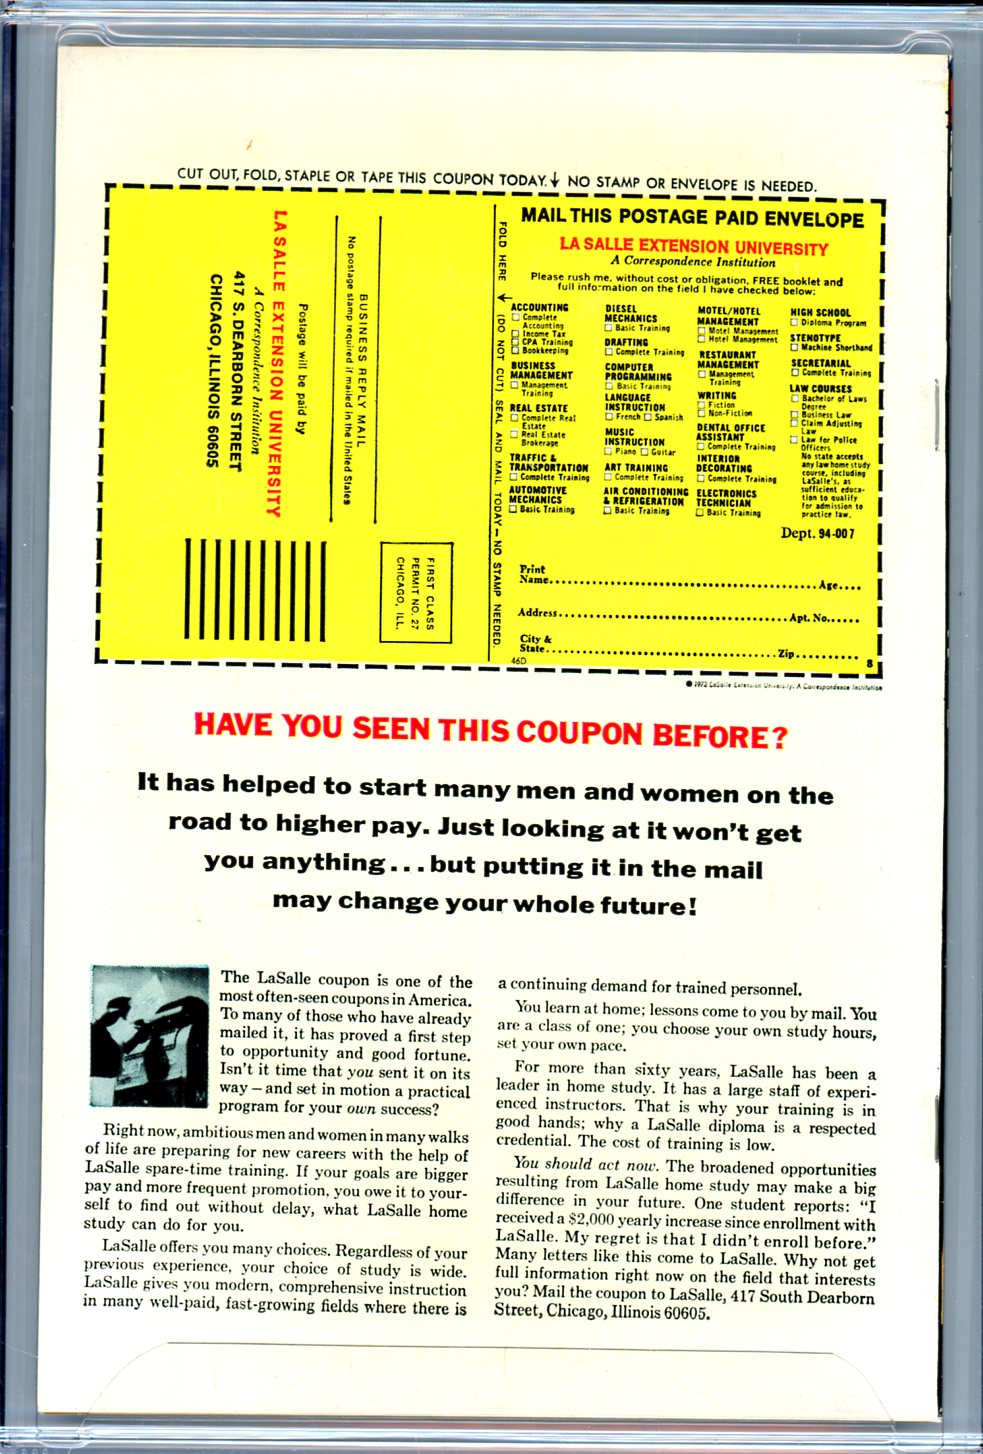 CUT OUT, FOLD, STAPLE OR TAPE THIS COUPON TODAY. ↓ NO STAMP OR ENVELOPE IS NEEDED.
LA SALLE EXTENSION UNIVERSITY
A Correspondence Institution
417 S. DEARBORN STREET
CHICAGO, ILLINOIS 60605
Postage will be paid by
BUSINESS REPLY MAIL
No postage stamp required if mailed in the United States
FIRST CLASS
PERMIT NO. 27
CHICAGO, ILL.
FOLD HERE ↓ (DO NOT CUT) SEAL AND MAIL TODAY — NO STAMP NEEDED.
MAIL THIS POSTAGE PAID ENVELOPE
LA SALLE EXTENSION UNIVERSITY
A Correspondence Institution
Please rush me, without cost or obligation, FREE booklet and
full information on the field I have checked below:
ACCOUNTING
☐ Complete
Accounting
☐ Income Tax
☐ CPA Training
☐ Bookkeeping
BUSINESS
MANAGEMENT
☐ Management
Training
REAL ESTATE
☐ Complete Real
Estate
☐ Real Estate
Brokerage
TRAFFIC &
TRANSPORTATION
☐ Complete Training
AUTOMOTIVE
MECHANICS
☐ Basic Training
DIESEL
MECHANICS
☐ Basic Training
DRAFTING
☐ Complete Training
COMPUTER
PROGRAMMING
☐ Basic Training
LANGUAGE
INSTRUCTION
☐ French ☐ Spanish
MUSIC
INSTRUCTION
☐ Piano ☐ Guitar
ART TRAINING
☐ Complete Training
AIR CONDITIONING
& REFRIGERATION
☐ Basic Training
MOTEL/HOTEL
MANAGEMENT
☐ Motel Management
☐ Hotel Management
RESTAURANT
MANAGEMENT
☐ Management
Training
WRITING
☐ Fiction
☐ Non-Fiction
DENTAL OFFICE
ASSISTANT
☐ Complete Training
INTERIOR
DECORATING
☐ Complete Training
ELECTRONICS
TECHNICIAN
☐ Basic Training
HIGH SCHOOL
☐ Diploma Program
STENOTYPE
☐ Machine Shorthand
SECRETARIAL
☐ Complete Training
LAW COURSES
☐ Bachelor of Laws
Degree
☐ Business Law
☐ Claim Adjusting
Law
☐ Law for Police
Officers
No state accepts
any law home study
course, including
LaSalle's, as
sufficient educa-
tion to qualify
for admission to
practice law.
Dept. 94-007
Print
Name.......... Age....
Address.......... Apt. No......
City &
State.......... Zip..........
46D
8
● 1972 LaSalle Extension University, A Correspondence Institution
HAVE YOU SEEN THIS COUPON BEFORE?
It has helped to start many men and women on the
road to higher pay. Just looking at it won't get
you anything...but putting it in the mail
may change your whole future!
The LaSalle coupon is one of the
most often-seen coupons in America.
To many of those who have already
mailed it, it has proved a first step
to opportunity and good fortune.
Isn't it time that you sent it on its
way — and set in motion a practical
program for your own success?
Right now, ambitious men and women in many walks
of life are preparing for new careers with the help of
LaSalle spare-time training. If your goals are bigger
pay and more frequent promotion, you owe it to your-
self to find out without delay, what LaSalle home
study can do for you.
LaSalle offers you many choices. Regardless of your
previous experience, your choice of study is wide.
LaSalle gives you modern, comprehensive instruction
in many well-paid, fast-growing fields where there is
a continuing demand for trained personnel.
You learn at home; lessons come to you by mail. You
are a class of one; you choose your own study hours,
set your own pace.
For more than sixty years, LaSalle has been a
leader in home study. It has a large staff of experi-
enced instructors. That is why your training is in
good hands; why a LaSalle diploma is a respected
credential. The cost of training is low.
You should act now. The broadened opportunities
resulting from LaSalle home study may make a big
difference in your future. One student reports: "I
received a $2,000 yearly increase since enrollment with
LaSalle. My regret is that I didn't enroll before."
Many letters like this come to LaSalle. Why not get
full information right now on the field that interests
you? Mail the coupon to LaSalle, 417 South Dearborn
Street, Chicago, Illinois 60605.